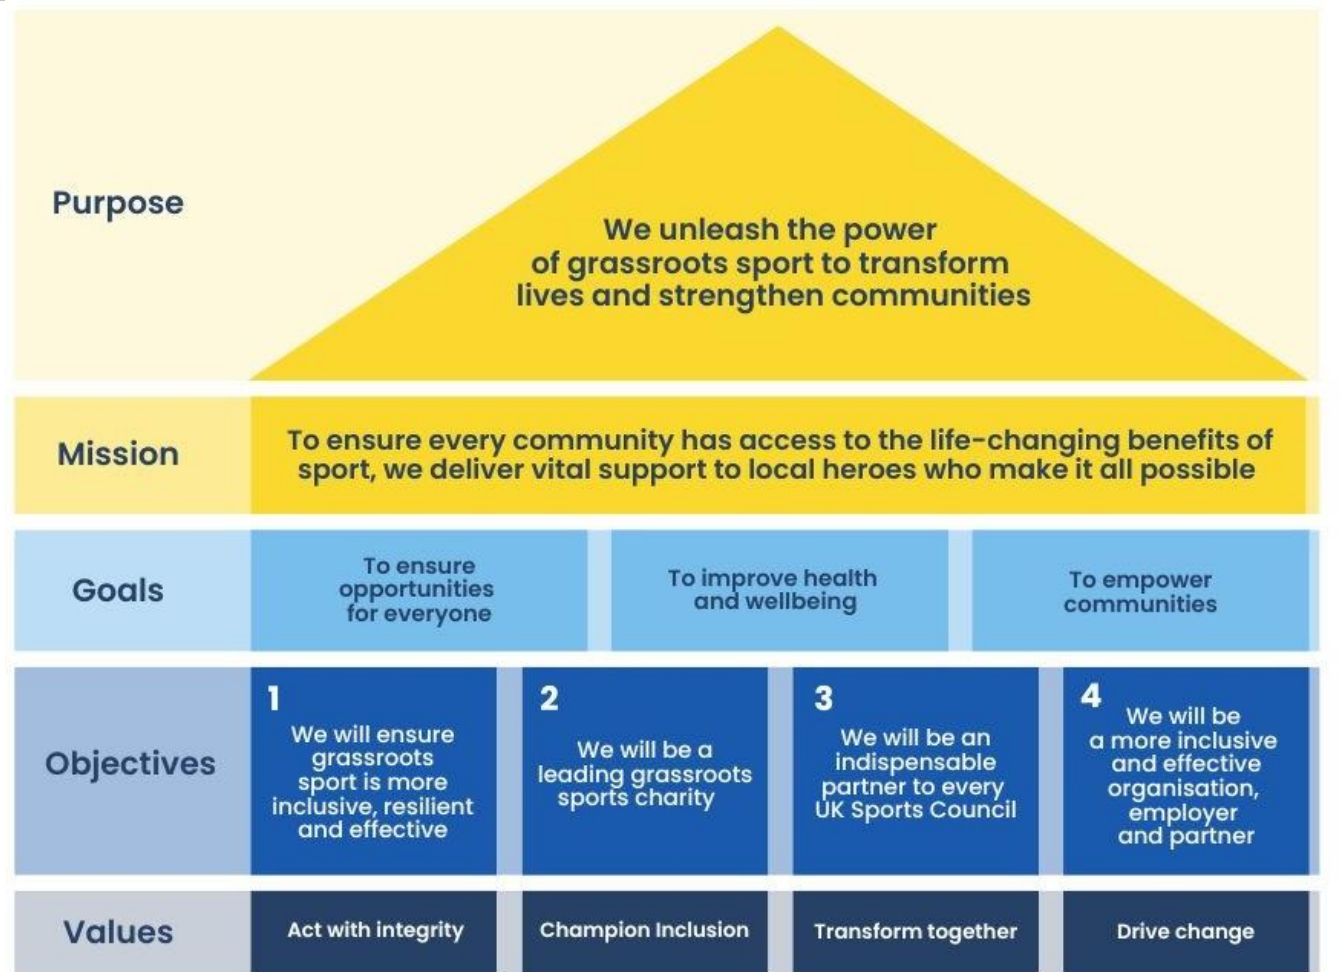 Purpose
We unleash the power
of grassroots sport to transform
lives and strengthen communities
Mission
To ensure every community has access to the life-changing benefits of
sport, we deliver vital support to local heroes who make it all possible
Goals
To ensure
opportunities
for everyone
To improve health
and wellbeing
To empower
communities
Objectives
1
We will ensure
grassroots
sport is more
inclusive, resilient
and effective
2
We will be a
leading grassroots
sports charity
3
We will be an
indispensable
partner to every
UK Sports Council
4
We will be
a more inclusive
and effective
organisation,
employer
and partner
Values
Act with integrity
Champion Inclusion
Transform together
Drive change